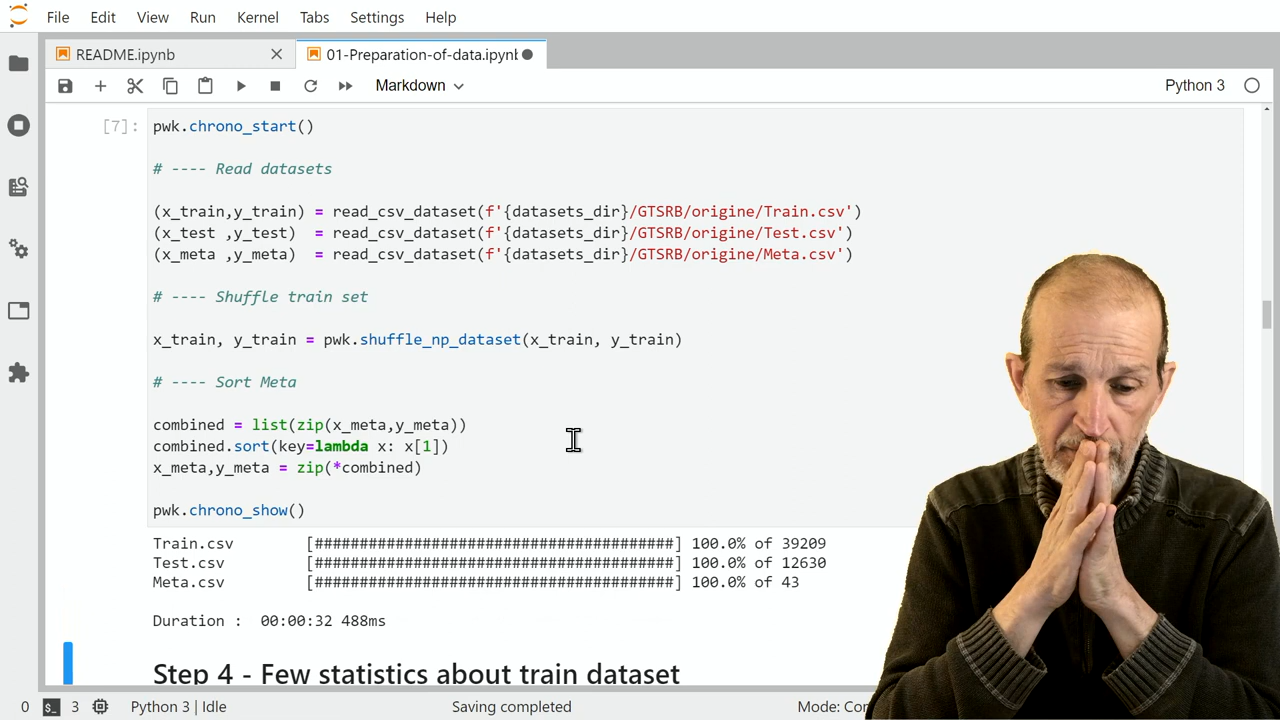 File Edit View Run Kernel Tabs Settings Help
README.ipynb 01-Preparation-of-data.ipynb
Markdown Python 3
[7]: pwk.chrono_start()
# ---- Read datasets
(x_train,y_train) = read_csv_dataset(f'{datasets_dir}/GTSRB/origine/Train.csv')
(x_test ,y_test)  = read_csv_dataset(f'{datasets_dir}/GTSRB/origine/Test.csv')
(x_meta ,y_meta)  = read_csv_dataset(f'{datasets_dir}/GTSRB/origine/Meta.csv')
# ---- Shuffle train set
x_train, y_train = pwk.shuffle_np_dataset(x_train, y_train)
# ---- Sort Meta
combined = list(zip(x_meta,y_meta))
combined.sort(key=lambda x: x[1])
x_meta,y_meta = zip(*combined)
pwk.chrono_show()
Train.csv [########################################] 100.0% of 39209
Test.csv [########################################] 100.0% of 12630
Meta.csv [########################################] 100.0% of 43
Duration :  00:00:32 488ms
Step 4 - Few statistics about train dataset
0 3 Python 3 | Idle Saving completed Mode: